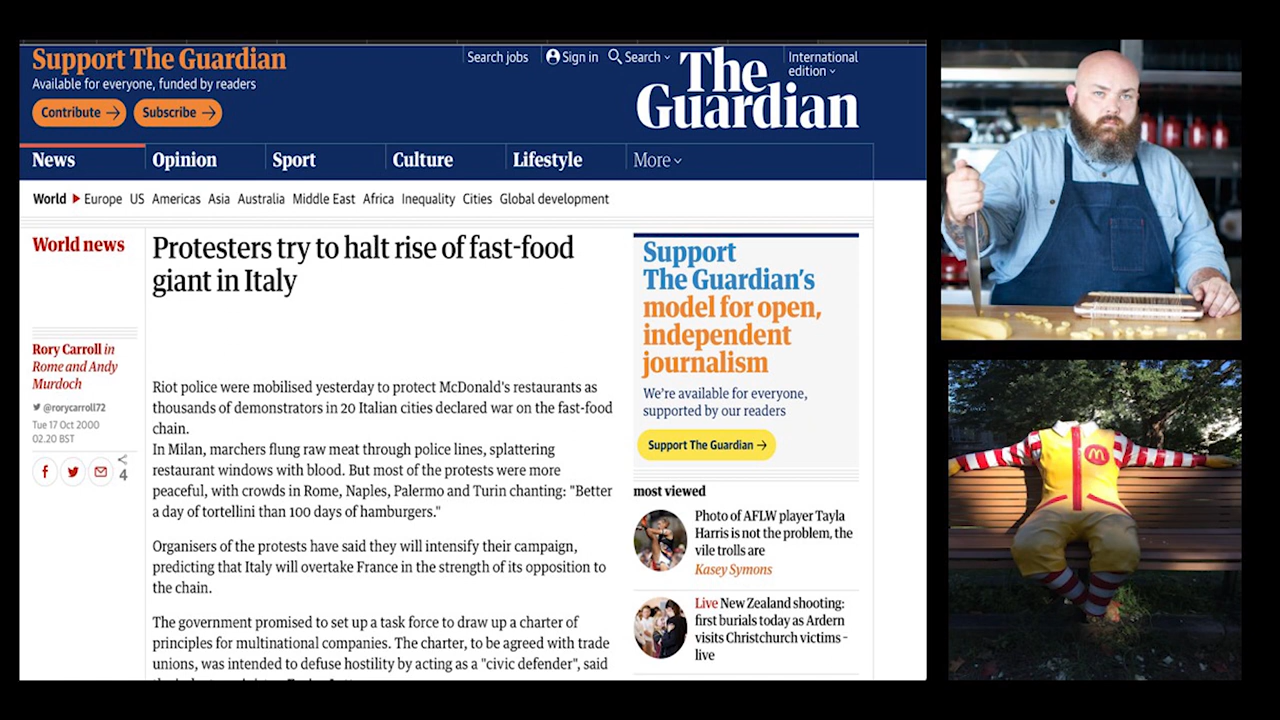 Support The Guardian
Available for everyone, funded by readers
Contribute →
Subscribe →
Search jobs
Sign in
Search
International
edition
The
Guardian
News
Opinion
Sport
Culture
Lifestyle
More
World
Europe
US
Americas
Asia
Australia
Middle East
Africa
Inequality
Cities
Global development
World news
Rory Carroll in
Rome and Andy
Murdoch
@rorycarroll72
Tue 17 Oct 2000
02.20 BST
4
Protesters try to halt rise of fast-food
giant in Italy
Riot police were mobilised yesterday to protect McDonald's restaurants as
thousands of demonstrators in 20 Italian cities declared war on the fast-food
chain.
In Milan, marchers flung raw meat through police lines, splattering
restaurant windows with blood. But most of the protests were more
peaceful, with crowds in Rome, Naples, Palermo and Turin chanting: "Better
a day of tortellini than 100 days of hamburgers."
Organisers of the protests have said they will intensify their campaign,
predicting that Italy will overtake France in the strength of its opposition to
the chain.
The government promised to set up a task force to draw up a charter of
principles for multinational companies. The charter, to be agreed with trade
unions, was intended to defuse hostility by acting as a "civic defender", said
Support
The Guardian's
model for open,
independent
journalism
We're available for everyone,
supported by our readers
Support The Guardian →
most viewed
Photo of AFLW player Tayla
Harris is not the problem, the
vile trolls are
Kasey Symons
Live New Zealand shooting:
first burials today as Ardern
visits Christchurch victims –
live